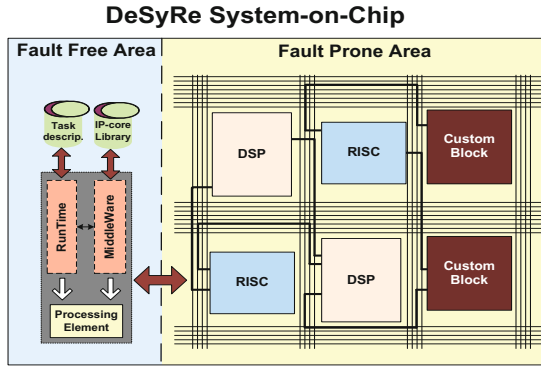 DeSyRe System-on-Chip
Fault Free Area
Fault Prone Area
Task
descrip.
IP-core
Library
RunTime
MiddleWare
Processing
Element
DSP
RISC
Custom
Block
RISC
DSP
Custom
Block